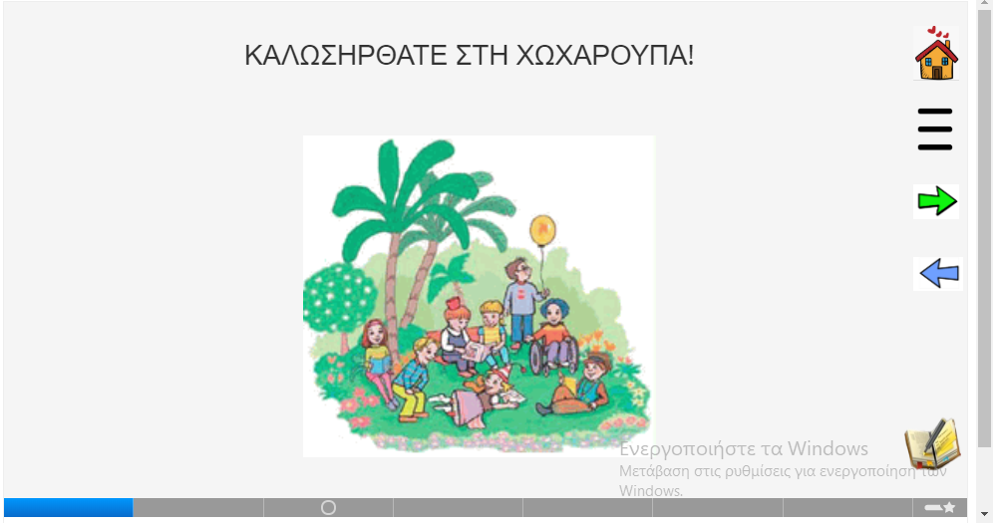 ΚΑΛΩΣΗΡΘΑΤΕ ΣΤΗ ΧΩΧΑΡΟΥΠΑ!
Ενεργοποιήστε τα Windows
Μετάβαση στις ρυθμίσεις για ενεργοποίηση των
Windows.